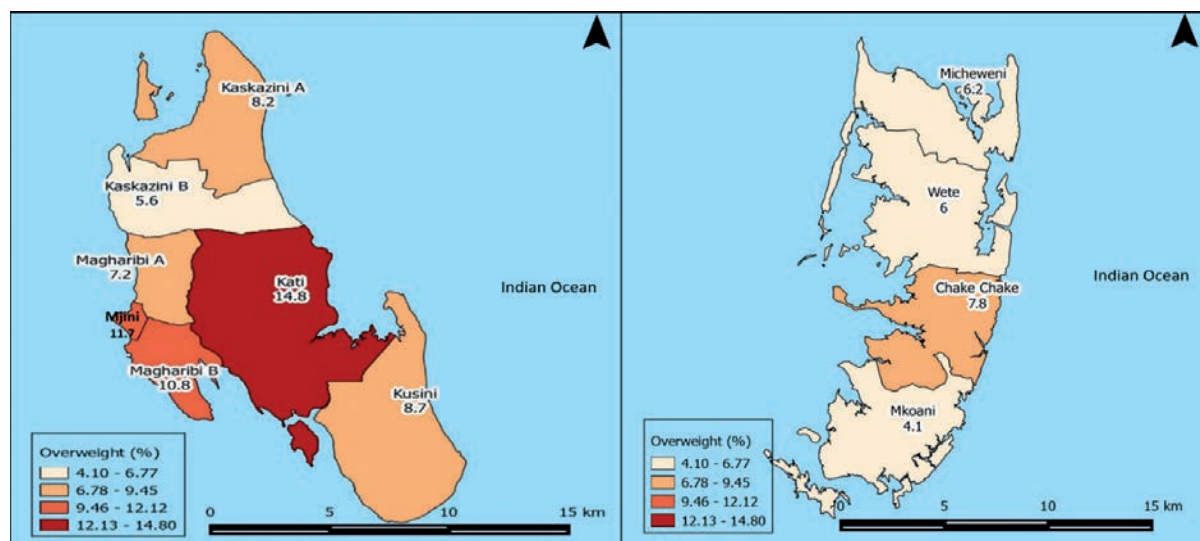 Kaskazini A
8.2
Kaskazini B
5.6
Magharibi A
7.2
Kati
14.8
Mjini
11.7
Magharibi B
10.8
Kusini
8.7
Indian Ocean
Overweight (%)
4.10 - 6.77
6.78 - 9.45
9.46 - 12.12
12.13 - 14.80
0 5 10 15 km
Micheweni
6.2
Wete
6
Chake Chake
7.8
Mkoani
4.1
Indian Ocean
Overweight (%)
4.10 - 6.77
6.78 - 9.45
9.46 - 12.12
12.13 - 14.80
0 5 10 15 km